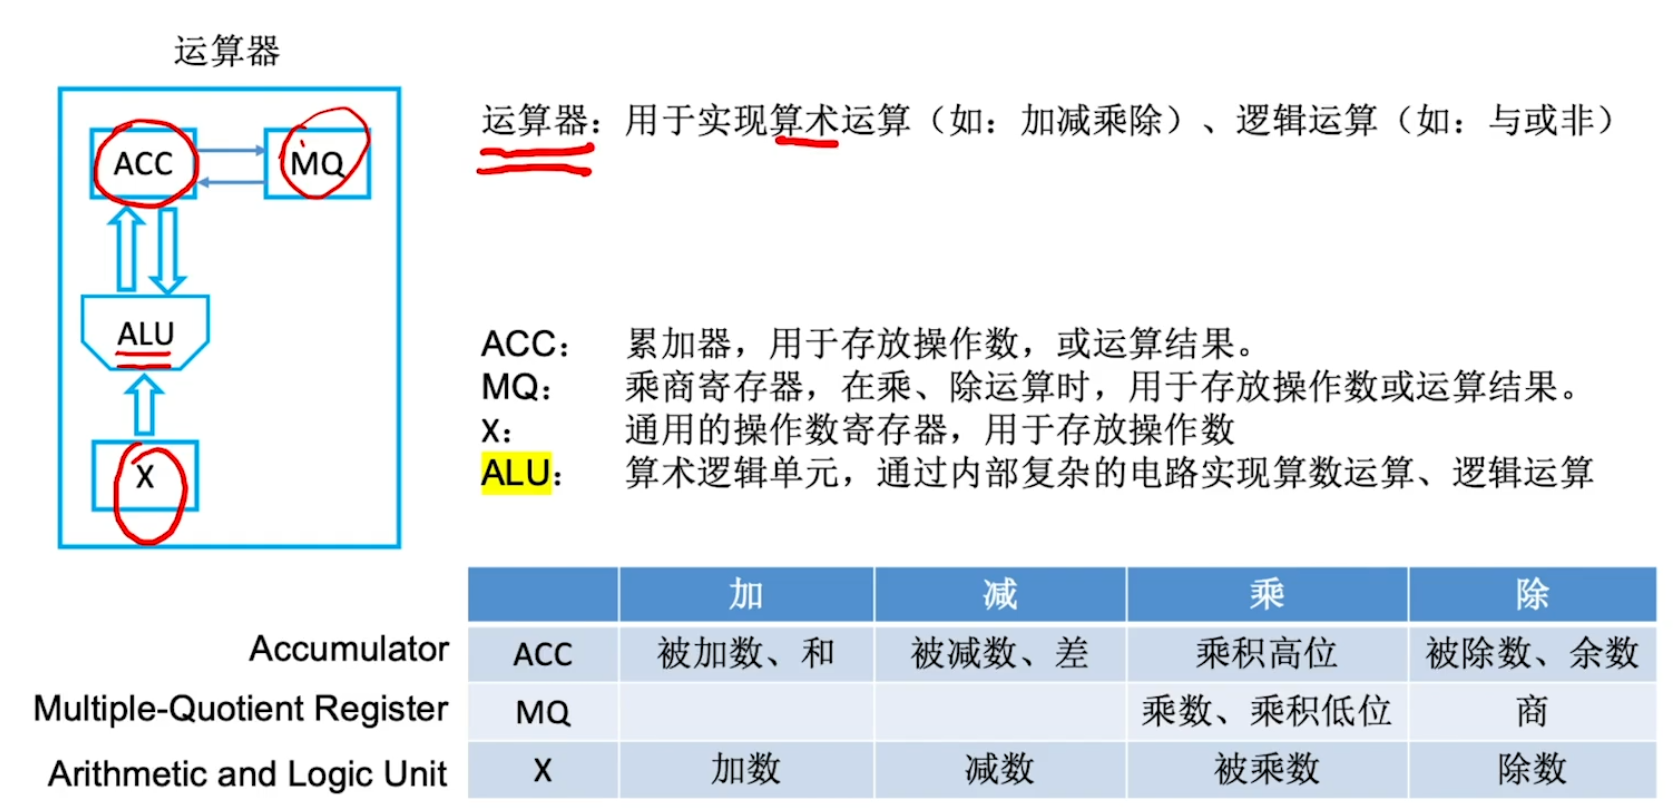 运算器
ACC
MQ
ALU
X
运算器：用于实现算术运算（如：加减乘除）、逻辑运算（如：与或非）
ACC： 累加器，用于存放操作数，或运算结果。
MQ： 乘商寄存器，在乘、除运算时，用于存放操作数或运算结果。
X： 通用的操作数寄存器，用于存放操作数
ALU： 算术逻辑单元，通过内部复杂的电路实现算数运算、逻辑运算
加 减 乘 除
Accumulator ACC 被加数、和 被减数、差 乘积高位 被除数、余数
Multiple-Quotient Register MQ 乘数、乘积低位 商
Arithmetic and Logic Unit X 加数 减数 被乘数 除数